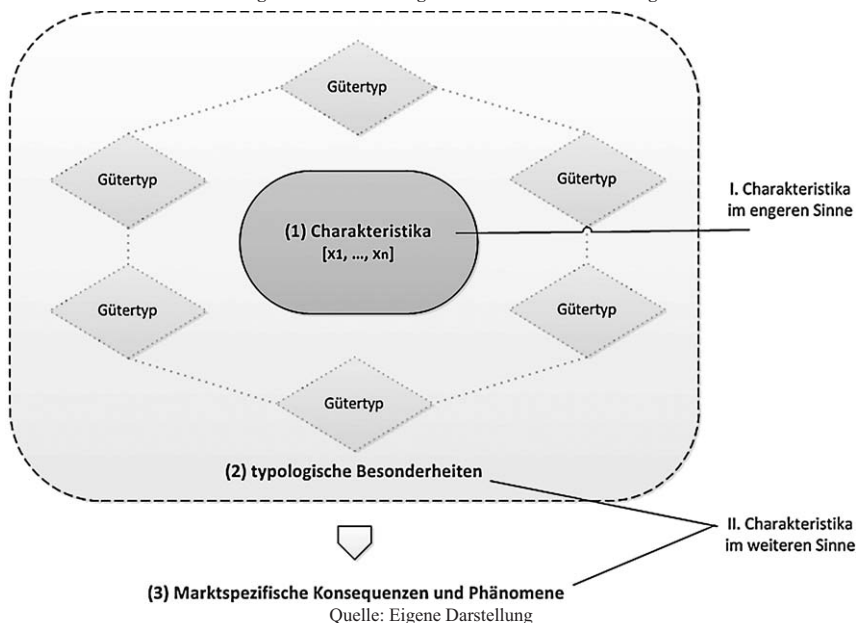 Gütertyp
Gütertyp
Gütertyp
I. Charakteristika
im engeren Sinne
(1) Charakteristika
[x1, ..., xn]
Gütertyp
Gütertyp
Gütertyp
(2) typologische Besonderheiten
II. Charakteristika
im weiteren Sinne
(3) Marktspezifische Konsequenzen und Phänomene
Quelle: Eigene Darstellung